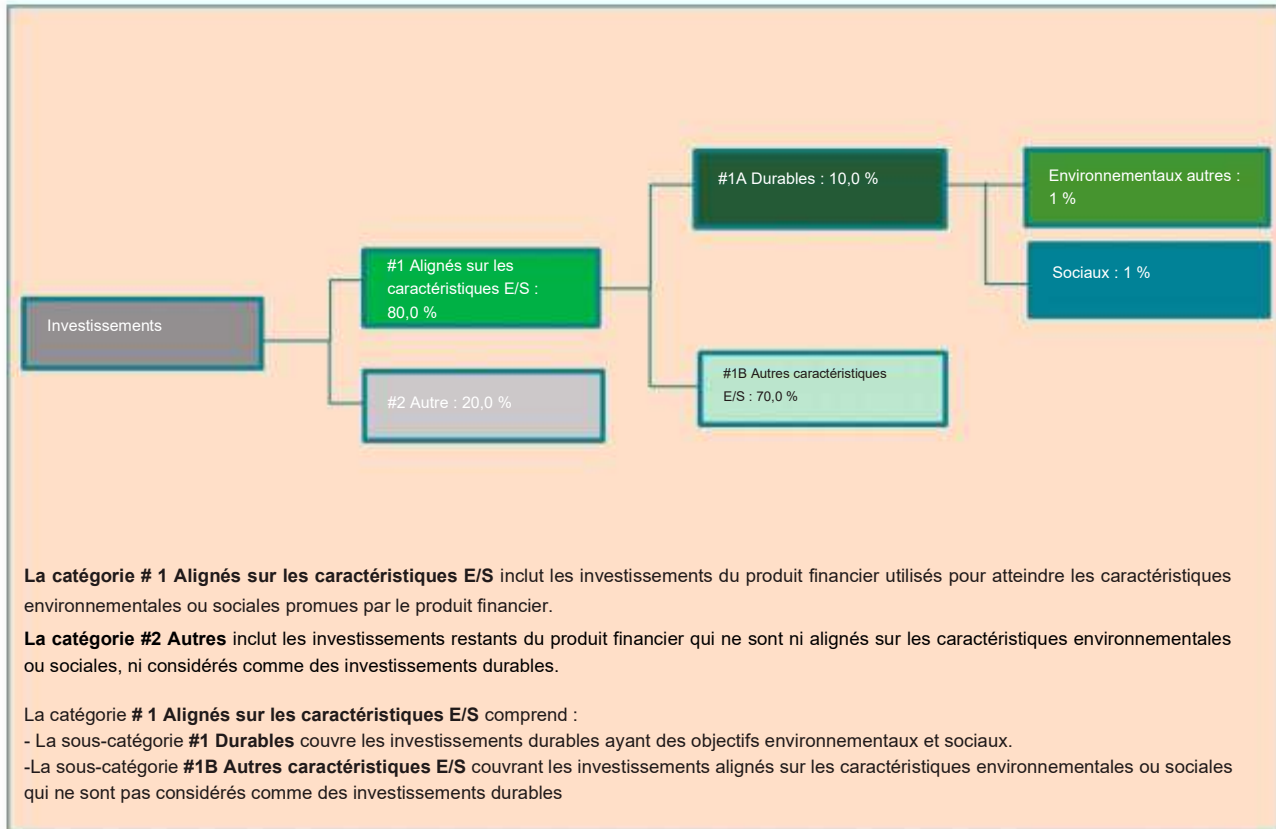 #1A Durables : 10,0 %
Environnementaux autres :
1 %
#1 Alignés sur les
caractéristiques E/S :
80,0 %
Sociaux : 1 %
Investissements
#2 Autre : 20,0 %
#1B Autres caractéristiques
E/S : 70,0 %
La catégorie # 1 Alignés sur les caractéristiques E/S inclut les investissements du produit financier utilisés pour atteindre les caractéristiques
environnementales ou sociales promues par le produit financier.
La catégorie #2 Autres inclut les investissements restants du produit financier qui ne sont ni alignés sur les caractéristiques environnementales
ou sociales, ni considérés comme des investissements durables.
La catégorie # 1 Alignés sur les caractéristiques E/S comprend :
- La sous-catégorie #1 Durables couvre les investissements durables ayant des objectifs environnementaux et sociaux.
-La sous-catégorie #1B Autres caractéristiques E/S couvrant les investissements alignés sur les caractéristiques environnementales ou sociales
qui ne sont pas considérés comme des investissements durables